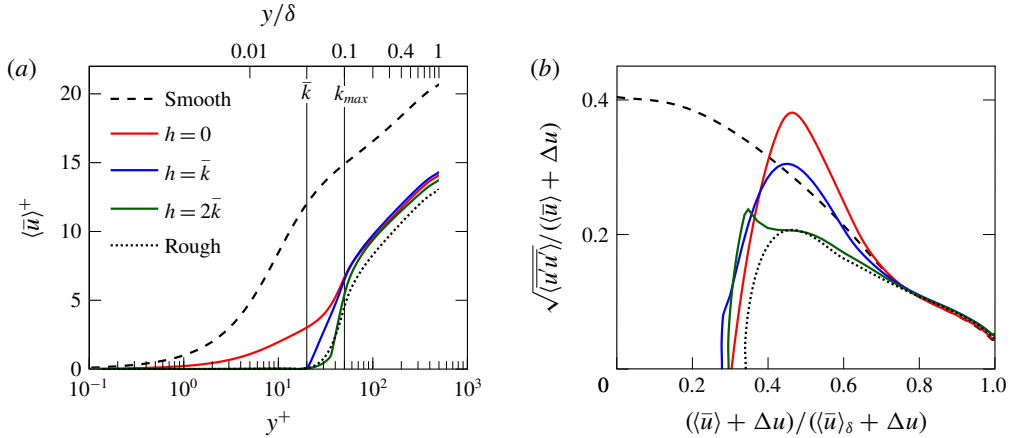 y/δ
(a)
0.01 0.1 0.4 1
20
15
10
5
0
⟨ū⟩⁺
k̄
k_max
Smooth
h = 0
h = k̄
h = 2k̄
Rough
10⁻¹ 10⁰ 10¹ 10² 10³
y⁺
(b)
0.4
0.2
0
√⟨u′u′⟩̅/(⟨ū⟩ + Δu)
0 0.2 0.4 0.6 0.8 1.0
(⟨ū⟩ + Δu)/(⟨ū⟩_δ + Δu)